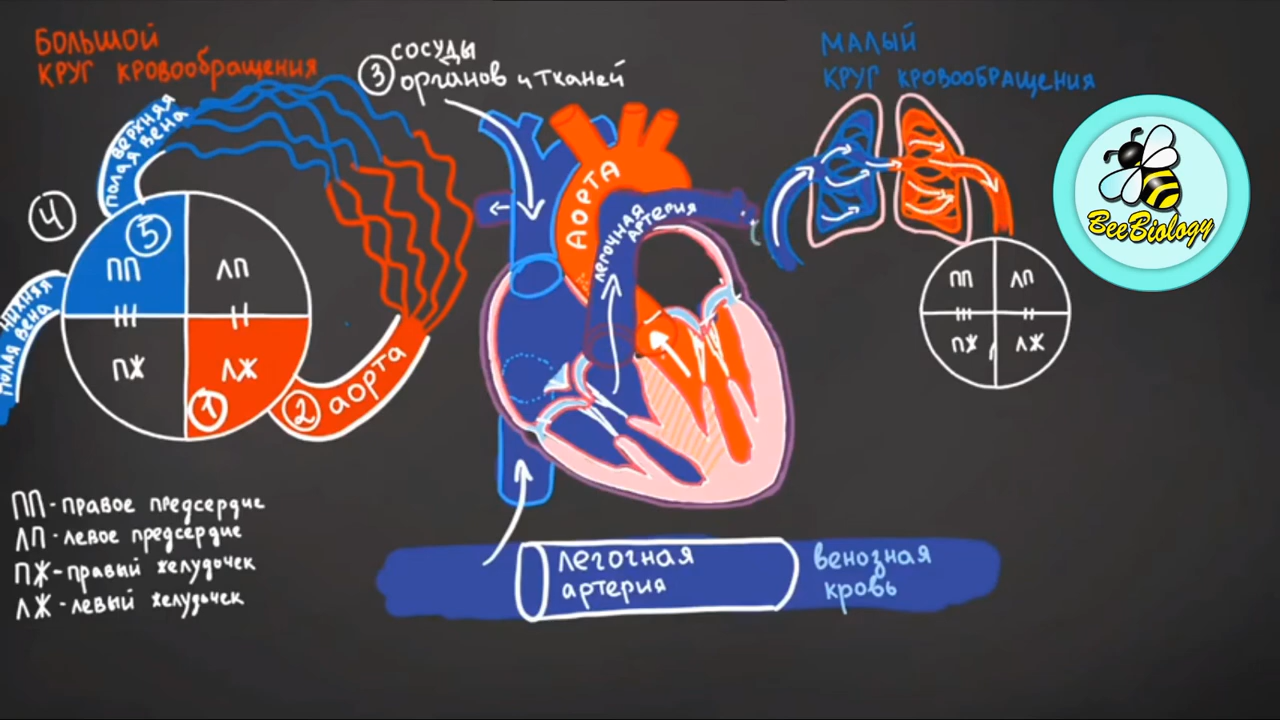 БОЛЬШОЙ
КРУГ КРОВООБРАЩЕНИЯ
3 СОСУДЫ
органов и тканей
МАЛЫЙ
КРУГ КРОВООБРАЩЕНИЯ
ВЕРХНЯЯ
ПОЛАЯ ВЕНА
4
5
ПП
ЛП
ПЖ
ЛЖ
1
2 аорта
НИЖНЯЯ
ПОЛАЯ ВЕНА
АОРТА
ЛЕГОЧНАЯ
АРТЕРИЯ
BeeBiology
ПП
ЛП
ПЖ
ЛЖ
ПП - правое предсердие
ЛП - левое предсердие
ПЖ - правый желудочек
ЛЖ - левый желудочек
легочная
артерия
венозная
кровь